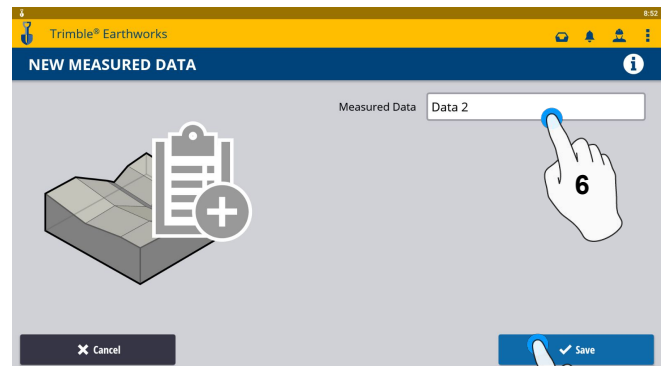 8:52
Trimble® Earthworks
NEW MEASURED DATA
Measured Data Data 2
6
Cancel Save